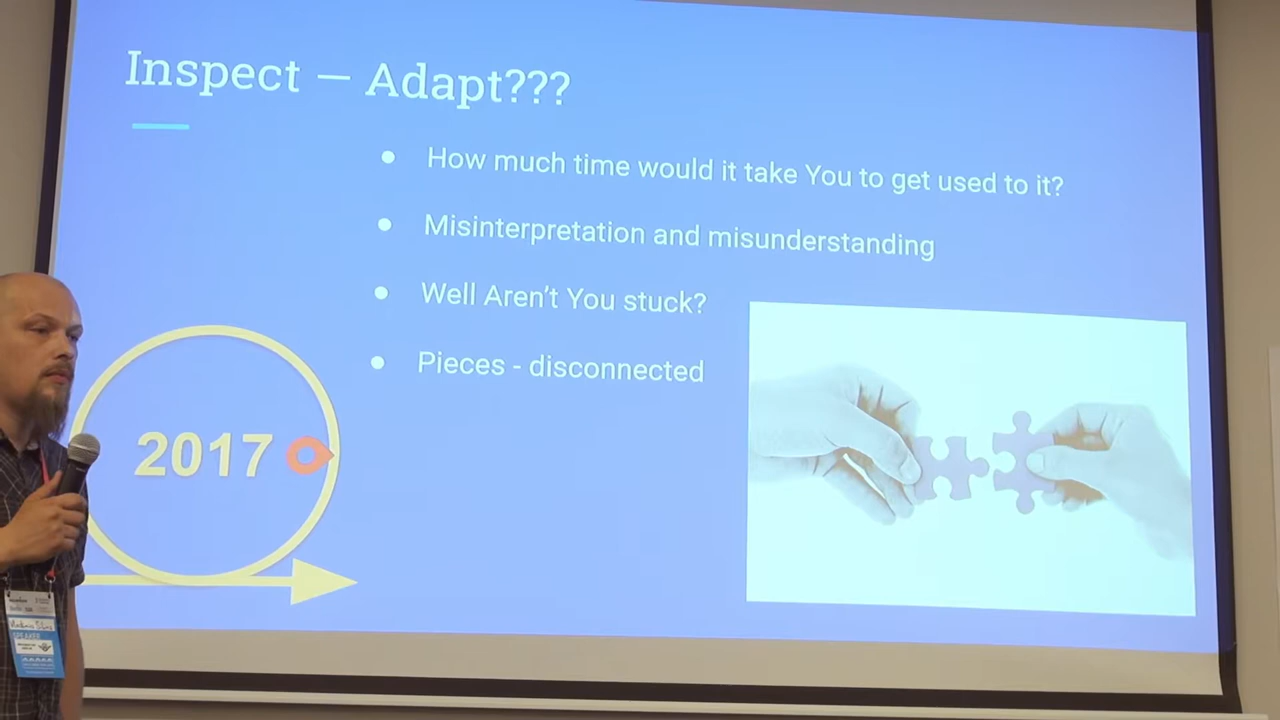 Inspect — Adapt???
● How much time would it take You to get used to it?
● Misinterpretation and misunderstanding
● Well Aren't You stuck?
● Pieces - disconnected
2017
SPEAKER